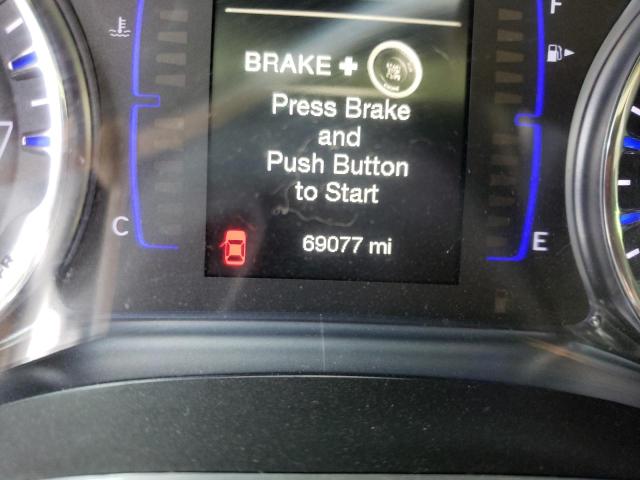 F
BRAKE +
Press Brake
and
Push Button
to Start
C
69077 mi
E